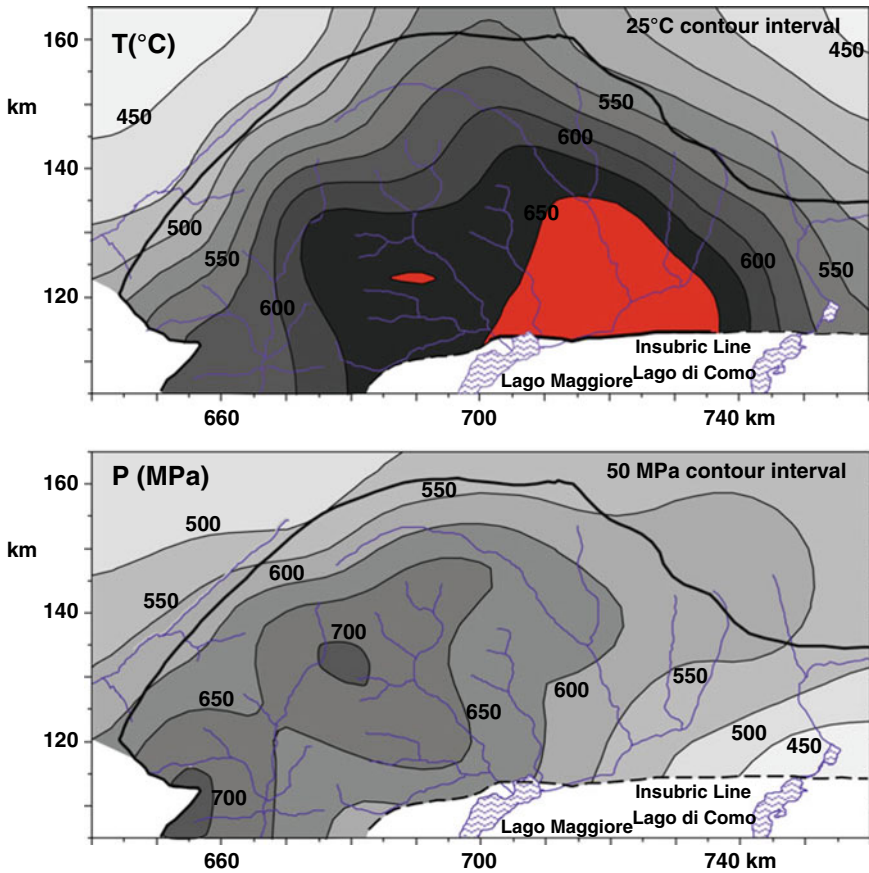 160
T(°C)
25°C contour interval
450
km
550
450
600
140
500
650
550
600
550
120
600
Insubric Line
Lago Maggiore
Lago di Como
660
700
740 km
160
P (MPa)
550
50 MPa contour interval
500
km
600
550
140
700
650
600
550
650
500
120
450
700
Insubric Line
Lago Maggiore
Lago di Como
660
700
740 km